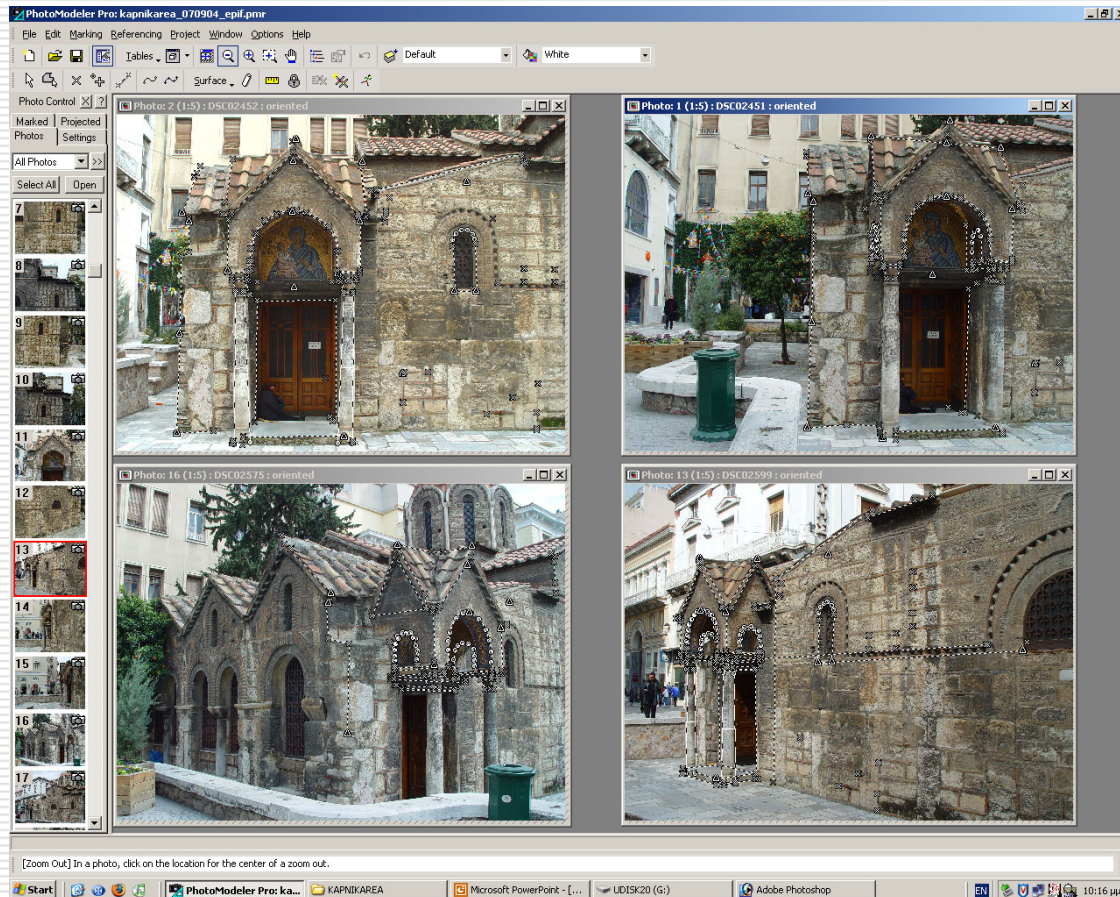 PhotoModeler Pro: kapnikarea_070904_epif.pmr
File Edit Marking Referencing Project Window Options Help
Tables Default White
Surface
Photo Control
Marked Projected
Photos Settings
All Photos >>
Select All Open
7
8
9
10
11
12
13
14
15
16
17
Photo: 2 (1:5) : DSC02452 : oriented
Photo: 1 (1:5) : DSC02451 : oriented
Photo: 16 (1:5) : DSC02575 : oriented
Photo: 13 (1:5) : DSC02599 : oriented
[Zoom Out] In a photo, click on the location for the center of a zoom out.
Start PhotoModeler Pro: ka... KAPNIKAREA Microsoft PowerPoint - [... UDISK20 (G:) Adobe Photoshop EN 10:16 μμ